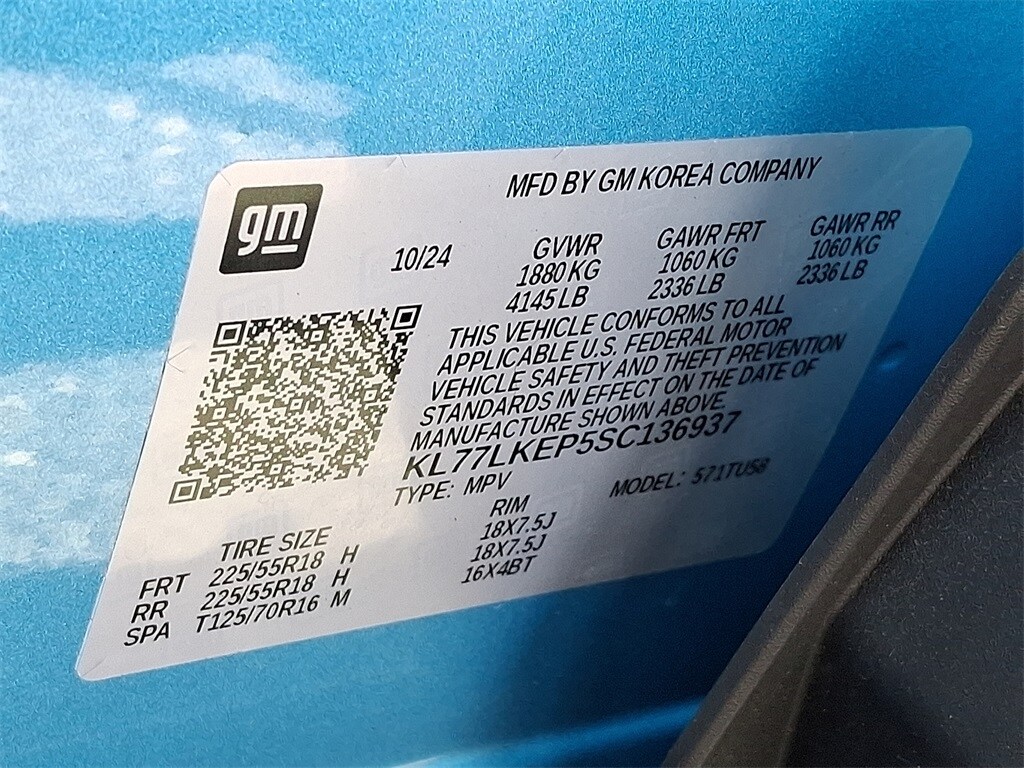 gm
MFD BY GM KOREA COMPANY
10/24
GVWR GAWR FRT GAWR RR
1880 KG 1060 KG 1060 KG
4145 LB 2336 LB 2336 LB
THIS VEHICLE CONFORMS TO ALL
APPLICABLE U.S. FEDERAL MOTOR
VEHICLE SAFETY AND THEFT PREVENTION
STANDARDS IN EFFECT ON THE DATE OF
MANUFACTURE SHOWN ABOVE.
KL77LKEP5SC136937
TYPE: MPV MODEL: 571TU58
TIRE SIZE RIM
FRT 225/55R18 H 18X7.5J
RR 225/55R18 H 18X7.5J
SPA T125/70R16 M 16X4BT